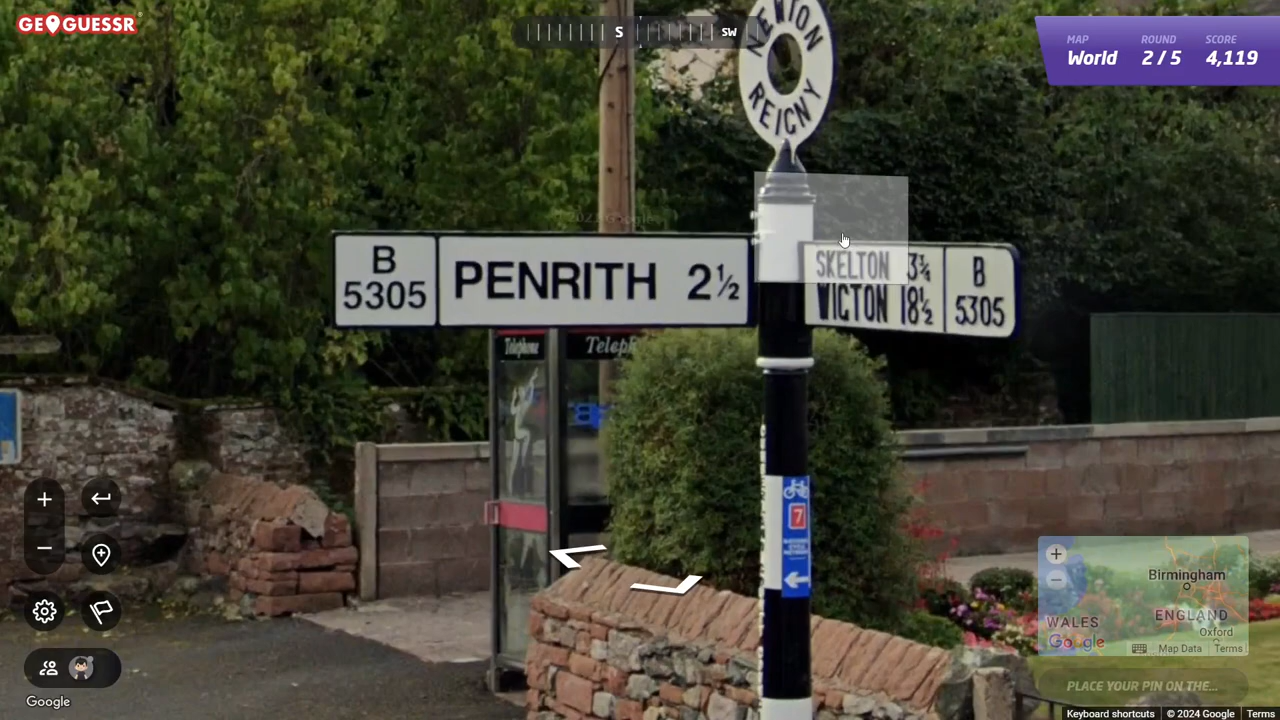 GEOGUESSR
S
SW
MAP
World
ROUND
2 / 5
SCORE
4,119
NEWTON
REIGNY
© 2024 Google
B
5305
PENRITH 2½
SKELTON 3¾
WIGTON 18½
B
5305
Telephone
7
Birmingham
ENGLAND
WALES
Oxford
Google
Map Data
Terms
PLACE YOUR PIN ON THE...
Google
Keyboard shortcuts
© 2024 Google
Terms